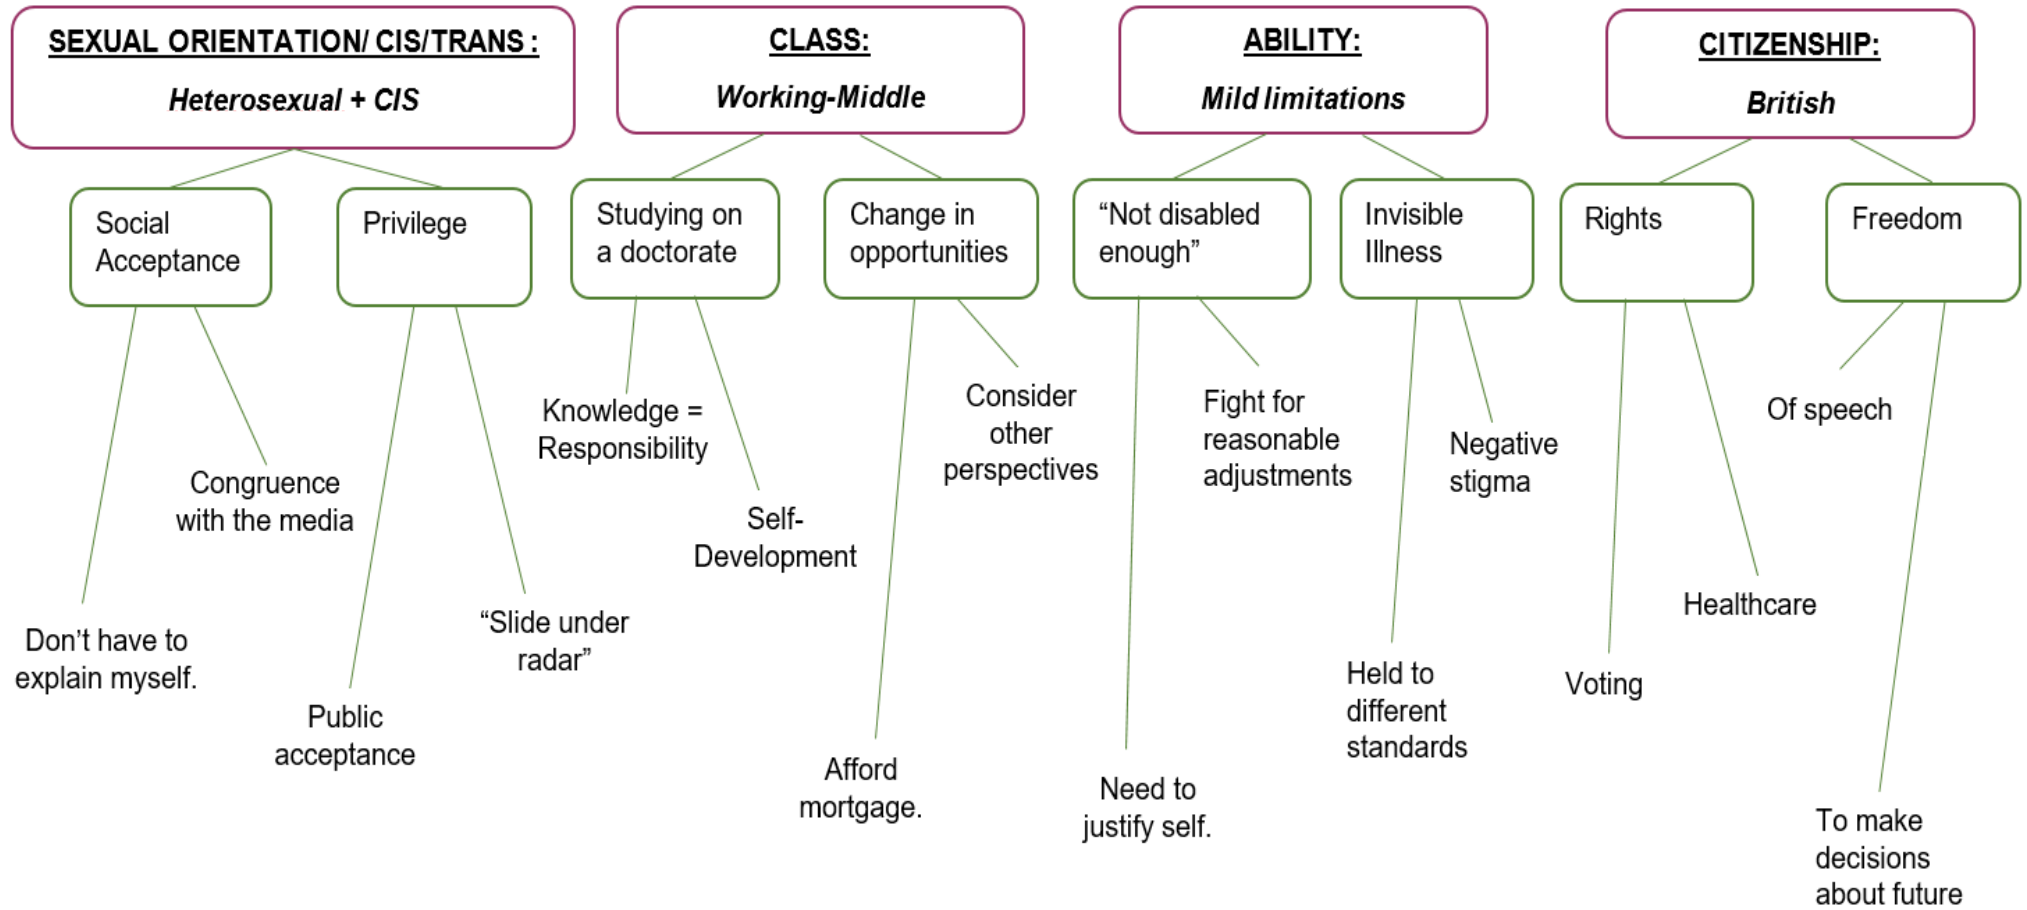 SEXUAL ORIENTATION/ CIS/TRANS :
Heterosexual + CIS
CLASS:
Working-Middle
ABILITY:
Mild limitations
CITIZENSHIP:
British
Social
Acceptance
Privilege
Studying on
a doctorate
Change in
opportunities
“Not disabled
enough”
Invisible
Illness
Rights
Freedom
Don’t have to
explain myself.
Congruence
with the media
Public
acceptance
“Slide under
radar”
Knowledge =
Responsibility
Self-
Development
Afford
mortgage.
Consider
other
perspectives
Need to
justify self.
Fight for
reasonable
adjustments
Held to
different
standards
Negative
stigma
Voting
Healthcare
Of speech
To make
decisions
about future